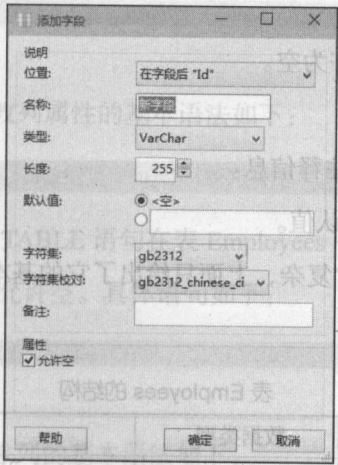 添加字段
说明
位置: 在字段后 "Id"
名称: 新字段
类型: VarChar
长度: 255
默认值: <空>
字符集: gb2312
字符集校对: gb2312_chinese_ci
备注:
属性
允许空
帮助 确定 取消